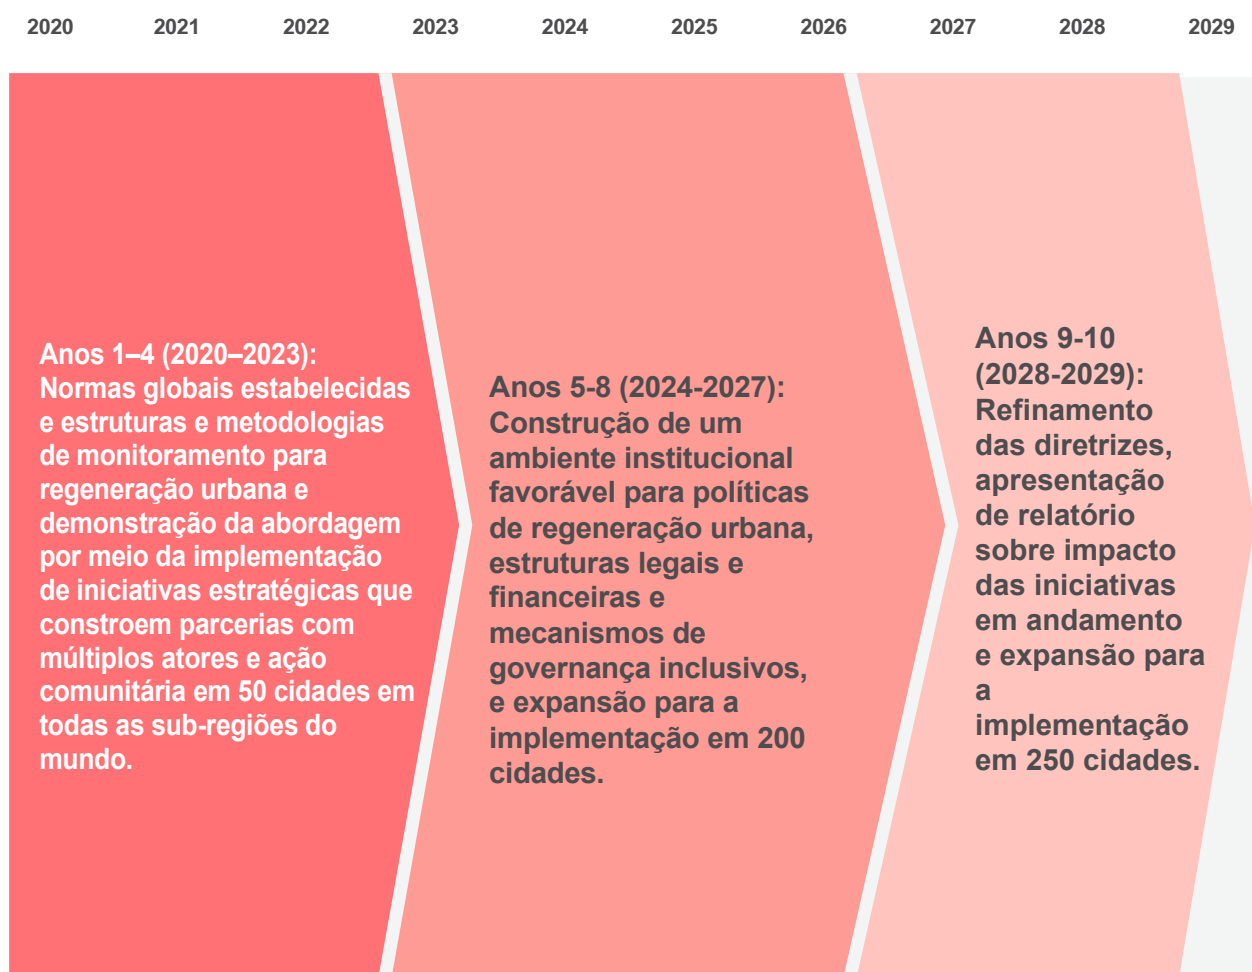 2020 2021 2022 2023 2024 2025 2026 2027 2028 2029
Anos 1–4 (2020–2023):
Normas globais estabelecidas
e estruturas e metodologias
de monitoramento para
regeneração urbana e
demonstração da abordagem
por meio da implementação
de iniciativas estratégicas que
constroem parcerias com
múltiplos atores e ação
comunitária em 50 cidades em
todas as sub-regiões do
mundo.
Anos 5-8 (2024-2027):
Construção de um
ambiente institucional
favorável para políticas
de regeneração urbana,
estruturas legais e
financeiras e
mecanismos de
governança inclusivos,
e expansão para a
implementação em 200
cidades.
Anos 9-10
(2028-2029):
Refinamento
das diretrizes,
apresentação
de relatório
sobre impacto
das iniciativas
em andamento
e expansão para
a
implementação
em 250 cidades.